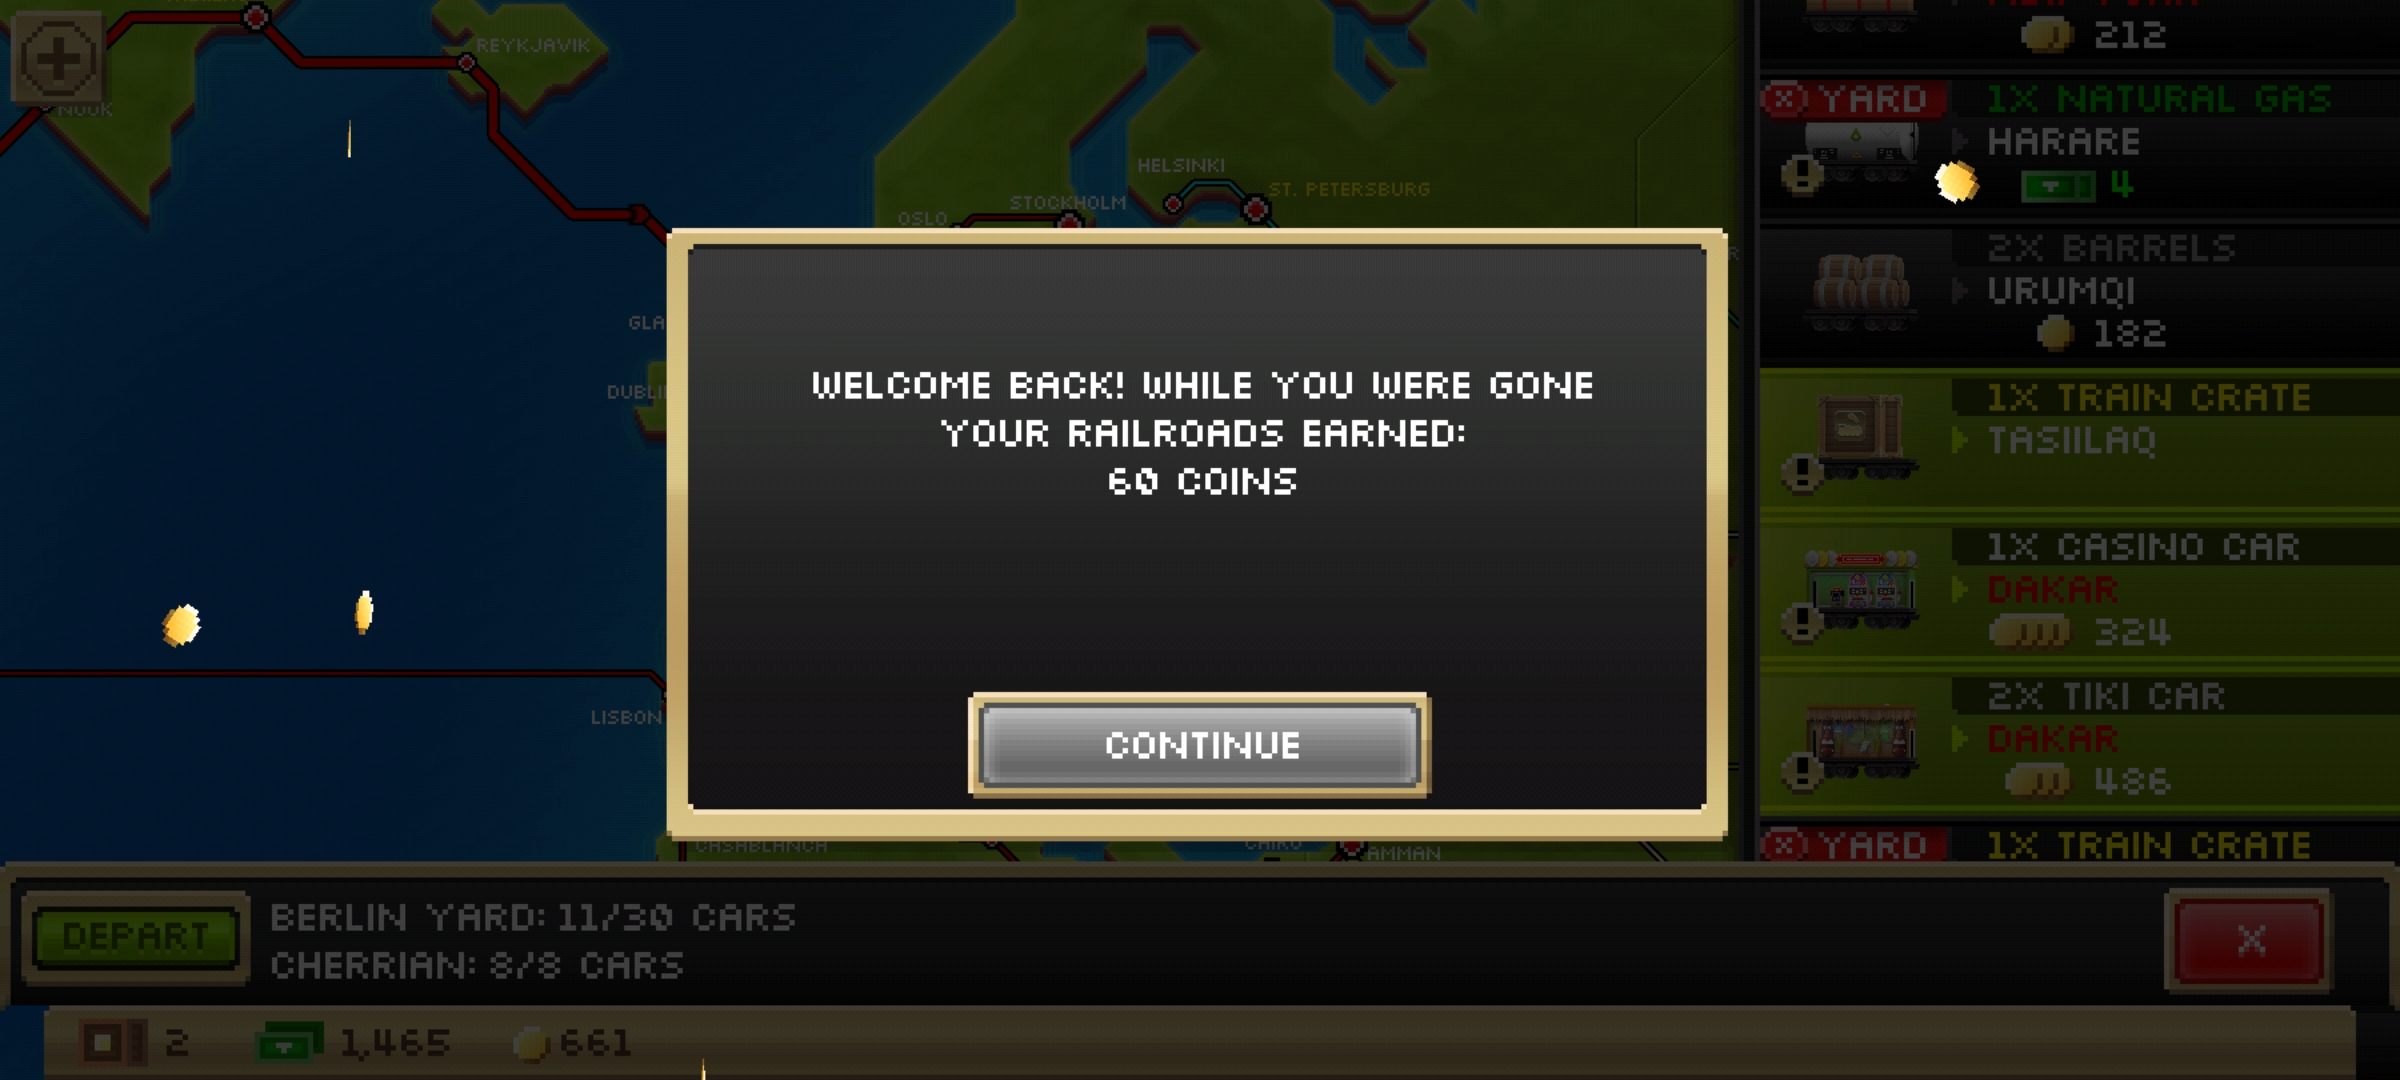 REYKJAVIK
NUUK
HELSINKI
ST. PETERSBURG
STOCKHOLM
OSLO
LISBON
CASABLANCA
CAIRO
AMMAN
WELCOME BACK! WHILE YOU WERE GONE
YOUR RAILROADS EARNED:
60 COINS
CONTINUE
212
YARD 1X NATURAL GAS
HARARE
4
2X BARRELS
URUMQI
182
1X TRAIN CRATE
TASIILAQ
1X CASINO CAR
DAKAR
324
2X TIKI CAR
DAKAR
486
YARD 1X TRAIN CRATE
DEPART
BERLIN YARD: 11/30 CARS
CHERRIAN: 8/8 CARS
X
2 1,465 661